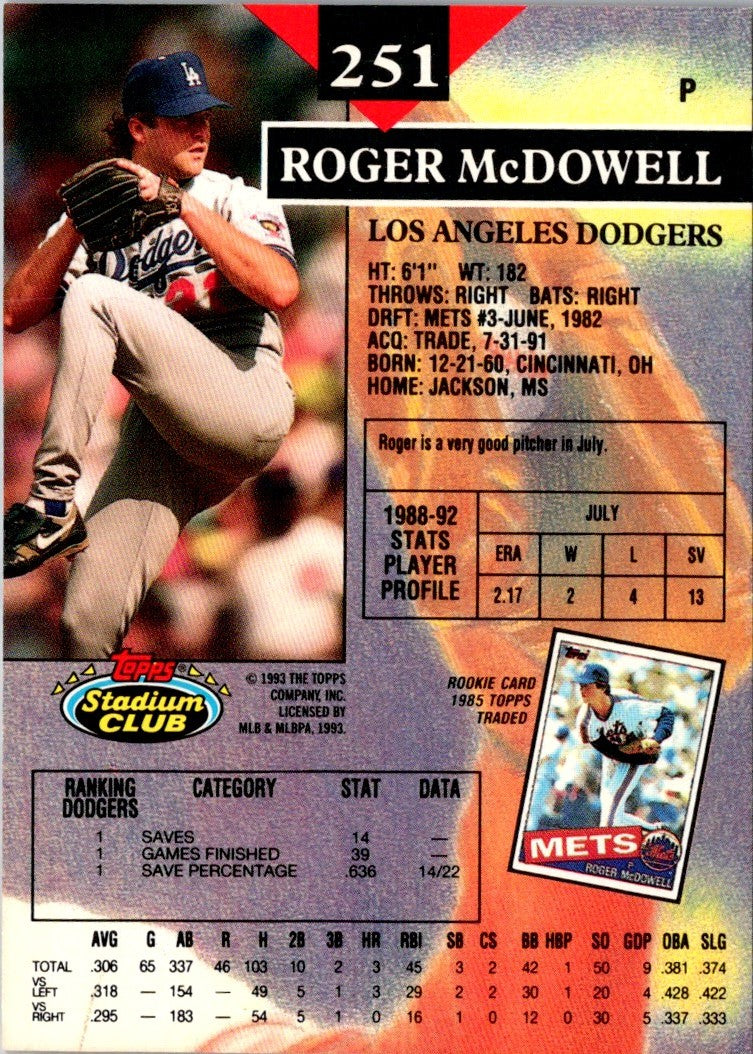 251
P
ROGER McDOWELL
LOS ANGELES DODGERS
HT: 6'1" WT: 182
THROWS: RIGHT BATS: RIGHT
DRFT: METS #3-JUNE, 1982
ACQ: TRADE, 7-31-91
BORN: 12-21-60, CINCINNATI, OH
HOME: JACKSON, MS
LA
Dodgers
Roger is a very good pitcher in July.
1988-92
STATS
PLAYER
PROFILE
JULY
ERA W L SV
2.17 2 4 13
Topps
Stadium
CLUB
© 1993 THE TOPPS
COMPANY, INC.
LICENSED BY
MLB & MLBPA, 1993.
ROOKIE CARD
1985 TOPPS
TRADED
Topps
Mets
METS
Mets
P
ROGER McDOWELL
RANKING CATEGORY STAT DATA
DODGERS
1 SAVES 14 —
1 GAMES FINISHED 39 —
1 SAVE PERCENTAGE .636 14/22
AVG G AB R H 2B 3B HR RBI SB CS BB HBP SO GDP OBA SLG
TOTAL .306 65 337 46 103 10 2 3 45 3 2 42 1 50 9 .381 .374
VS
LEFT .318 — 154 — 49 5 1 3 29 2 2 30 1 20 4 .428 .422
VS
RIGHT .295 — 183 — 54 5 1 0 16 1 0 12 0 30 5 .337 .333